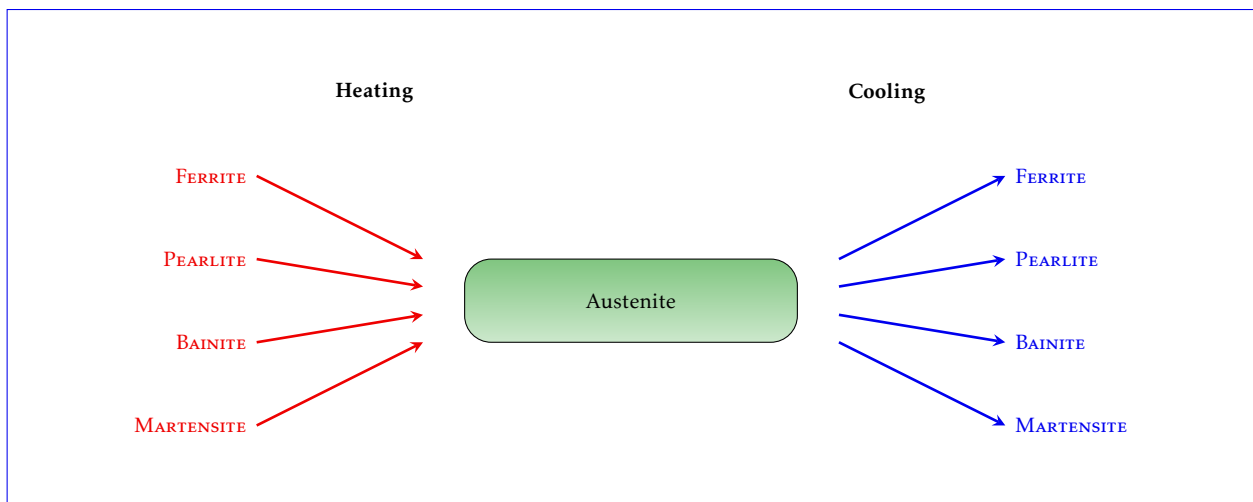 Heating
Cooling
Ferrite
Pearlite
Bainite
Martensite
Austenite
Ferrite
Pearlite
Bainite
Martensite